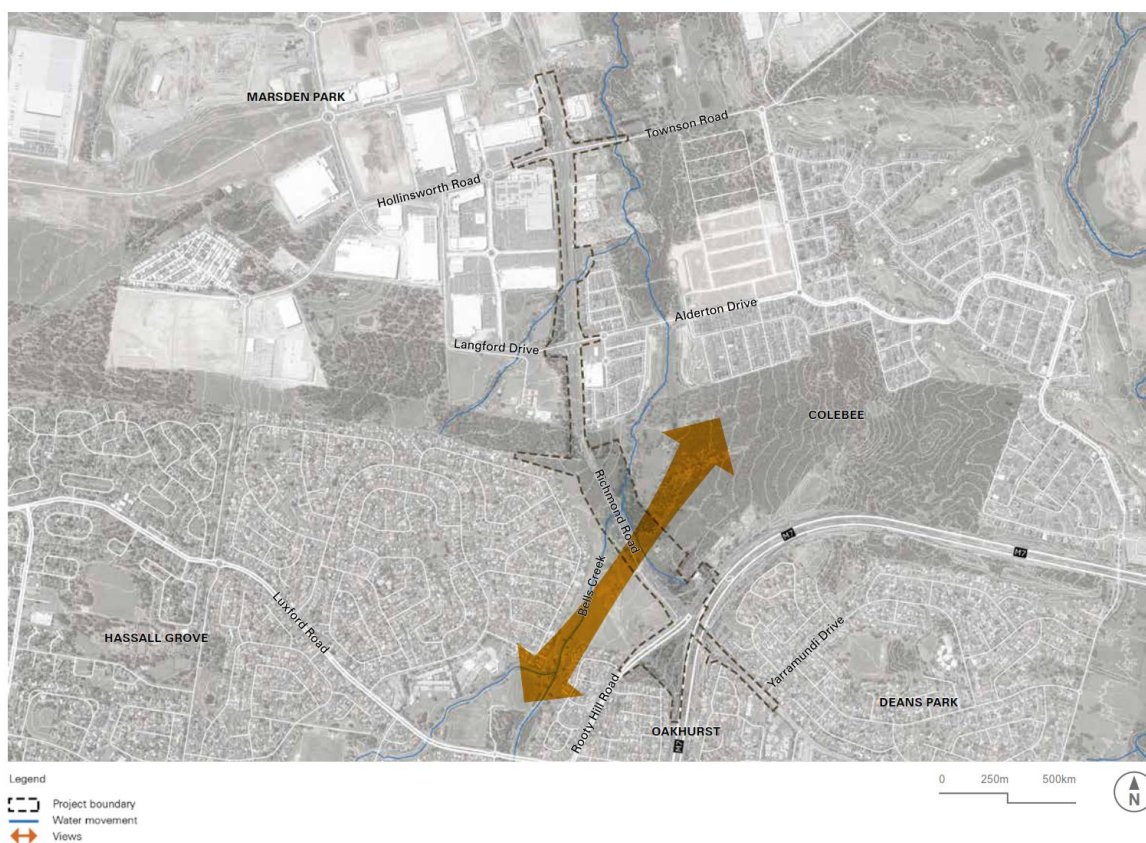 MARSDEN PARK
Townson Road
Hollinsworth Road
Alderton Drive
Langford Drive
COLEBEE
Richmond Road
M7
M7
Bells Creek
Luxford Road
HASSALL GROVE
Yarramundi Drive
Rooty Hill Road
DEANS PARK
OAKHURST
M7
Legend
Project boundary
Water movement
Views
0 250m 500km
N